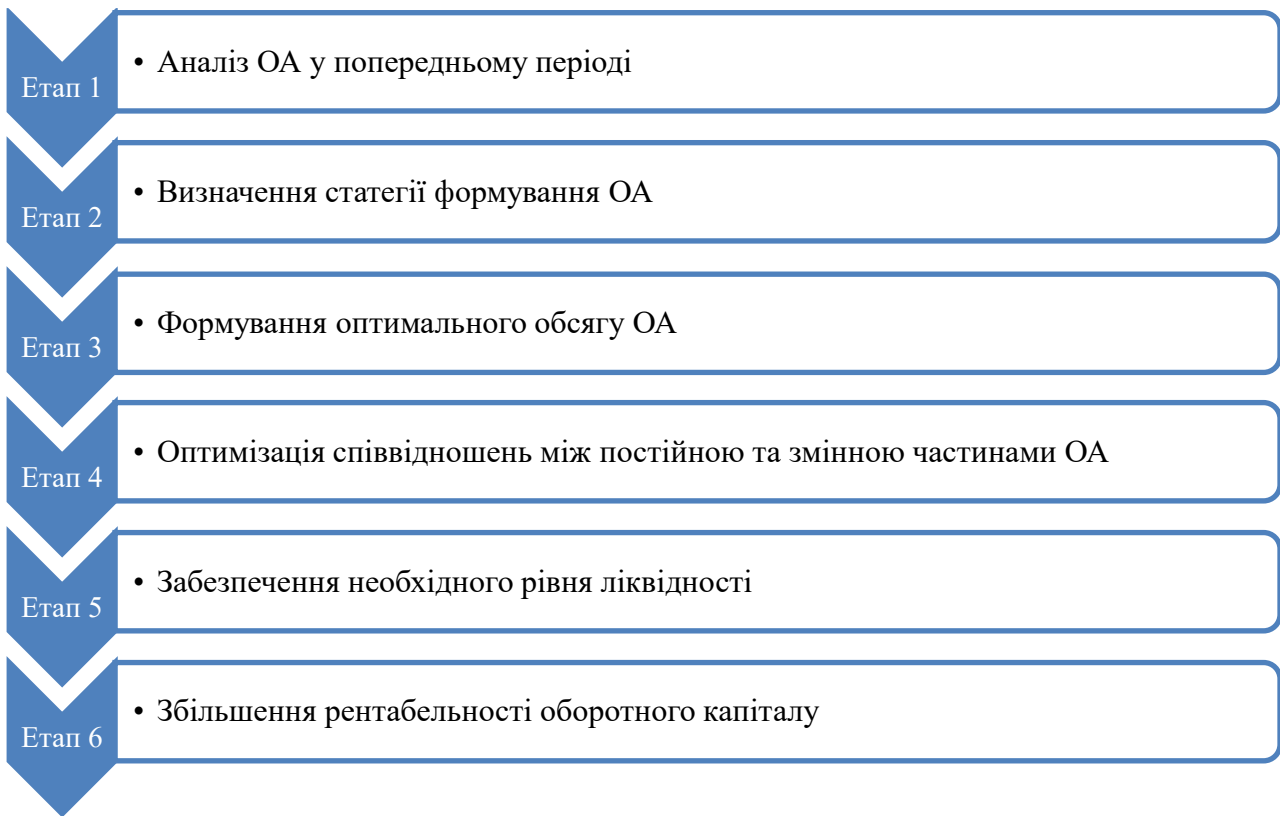 Етап 1
• Аналіз ОА у попередньому періоді
Етап 2
• Визначення статегії формування ОА
Етап 3
• Формування оптимального обсягу ОА
Етап 4
• Оптимізація співвідношень між постійною та змінною частинами ОА
Етап 5
• Забезпечення необхідного рівня ліквідності
Етап 6
• Збільшення рентабельності оборотного капіталу